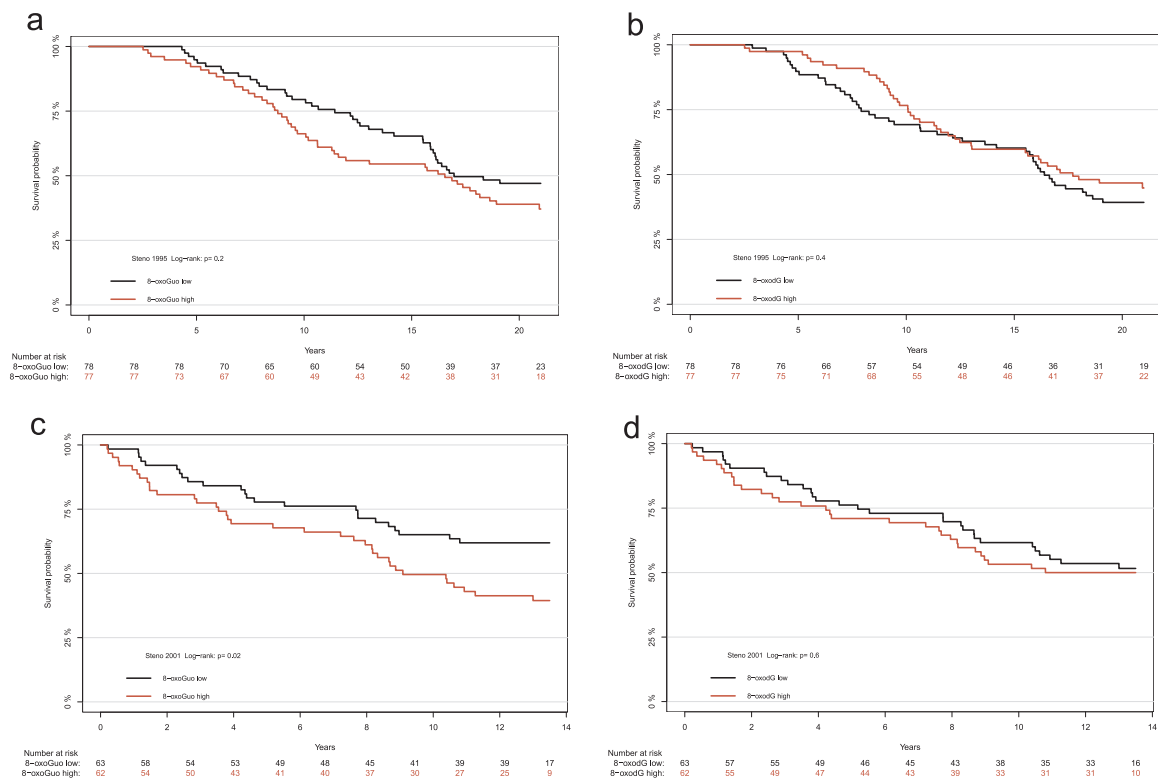 a
Survival probability
100 %
75 %
50 %
25 %
0 %
Steno 1995 Log-rank: p= 0.2
8-oxoGuo low
8-oxoGuo high
0 5 10 15 20
Years
Number at risk
8-oxoGuo low: 78 78 78 70 65 60 54 50 39 37 23
8-oxoGuo high: 77 77 73 67 60 49 43 42 38 31 18
b
Survival probability
100 %
75 %
50 %
25 %
0 %
Steno 1995 Log-rank: p= 0.4
8-oxodG low
8-oxodG high
0 5 10 15 20
Years
Number at risk
8-oxodG low: 78 78 76 66 57 54 49 46 36 31 19
8-oxodG high: 77 77 75 71 68 55 48 46 41 37 22
c
Survival probability
100 %
75 %
50 %
25 %
0 %
Steno 2001 Log-rank: p= 0.02
8-oxoGuo low
8-oxoGuo high
0 2 4 6 8 10 12 14
Years
Number at risk
8-oxoGuo low: 63 58 54 53 49 48 45 41 39 39 17
8-oxoGuo high: 62 54 50 43 41 40 37 30 27 25 9
d
Survival probability
100 %
75 %
50 %
25 %
0 %
Steno 2001 Log-rank: p= 0.6
8-oxodG low
8-oxodG high
0 2 4 6 8 10 12 14
Years
Number at risk
8-oxodG low: 63 57 55 49 46 45 43 38 35 33 16
8-oxodG high: 62 55 49 47 44 43 39 33 31 31 10